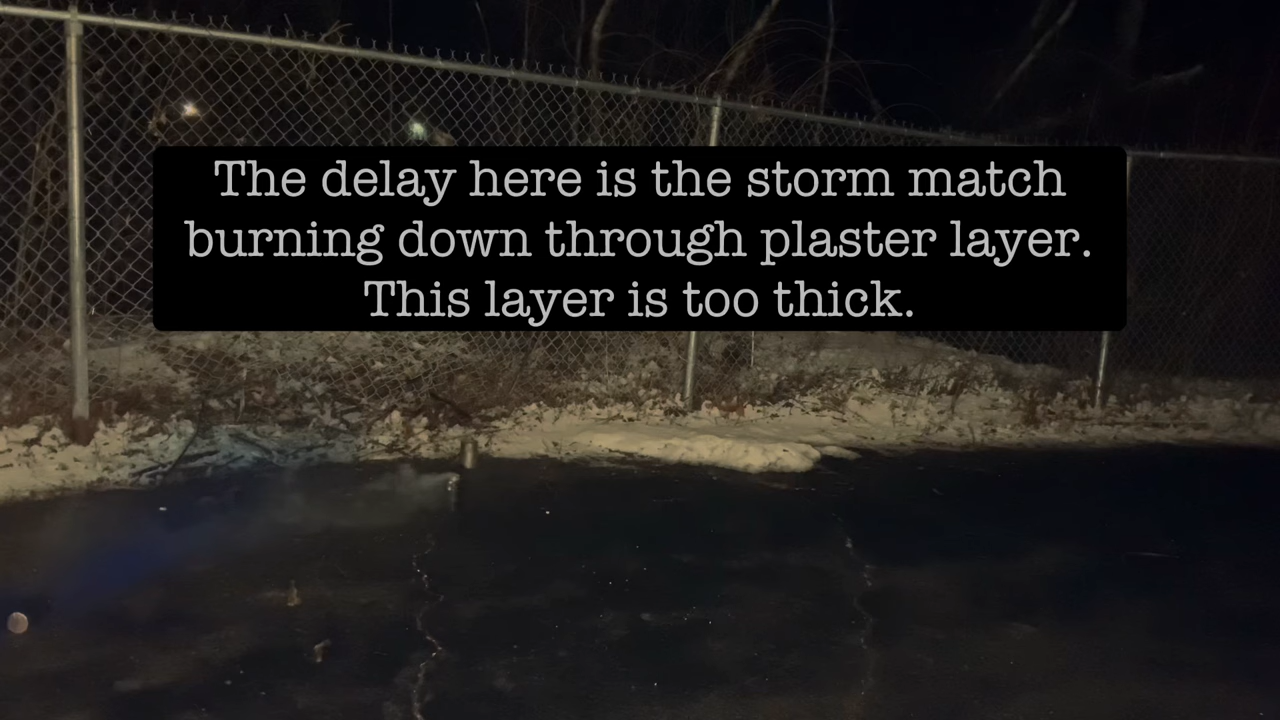 The delay here is the storm match
burning down through plaster layer.
This layer is too thick.